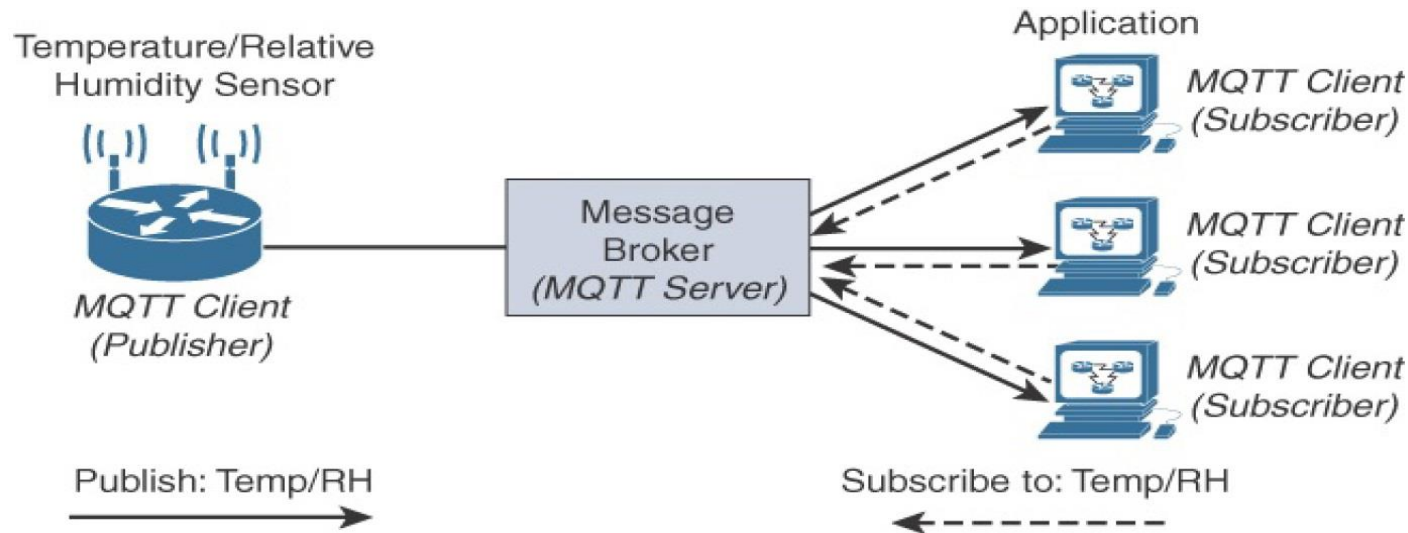 Temperature/Relative
Humidity Sensor
MQTT Client
(Publisher)
Message
Broker
(MQTT Server)
Application
MQTT Client
(Subscriber)
MQTT Client
(Subscriber)
MQTT Client
(Subscriber)
Publish: Temp/RH
Subscribe to: Temp/RH